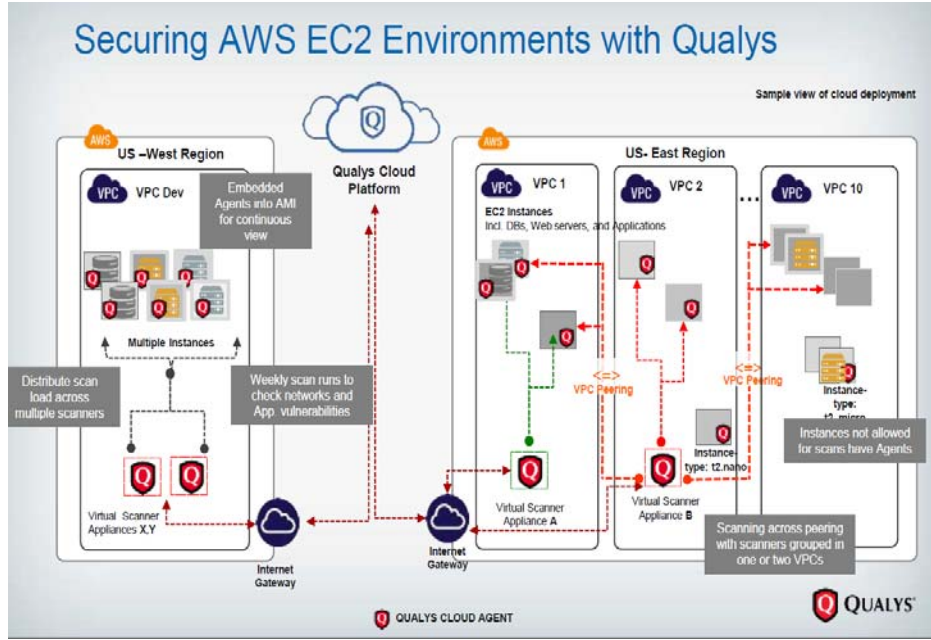 Securing AWS EC2 Environments with Qualys
Sample view of cloud deployment
AWS
US –West Region
VPC
VPC Dev
Embedded
Agents into AMI
for continuous
view
Multiple Instances
Distribute scan
load across
multiple scanners
Q
Q
Virtual Scanner
Appliances X,Y
Internet
Gateway
Q
Qualys Cloud
Platform
Weekly scan runs to
check networks and
App. vulnerabilities
Internet
Gateway
AWS
US- East Region
VPC
VPC 1
EC2 Instances
Incl. DBs, Web servers, and Applications
Q
Virtual Scanner
Appliance A
<=>
VPC Peering
VPC
VPC 2
Q
Virtual Scanner
Appliance B
Instance-
type: t2.nano
...
<=>
VPC Peering
VPC
VPC 10
Instance-
type:
t2.micro
Instances not allowed
for scans have Agents
Scanning across peering
with scanners grouped in
one or two VPCs
QUALYS CLOUD AGENT
QUALYS®